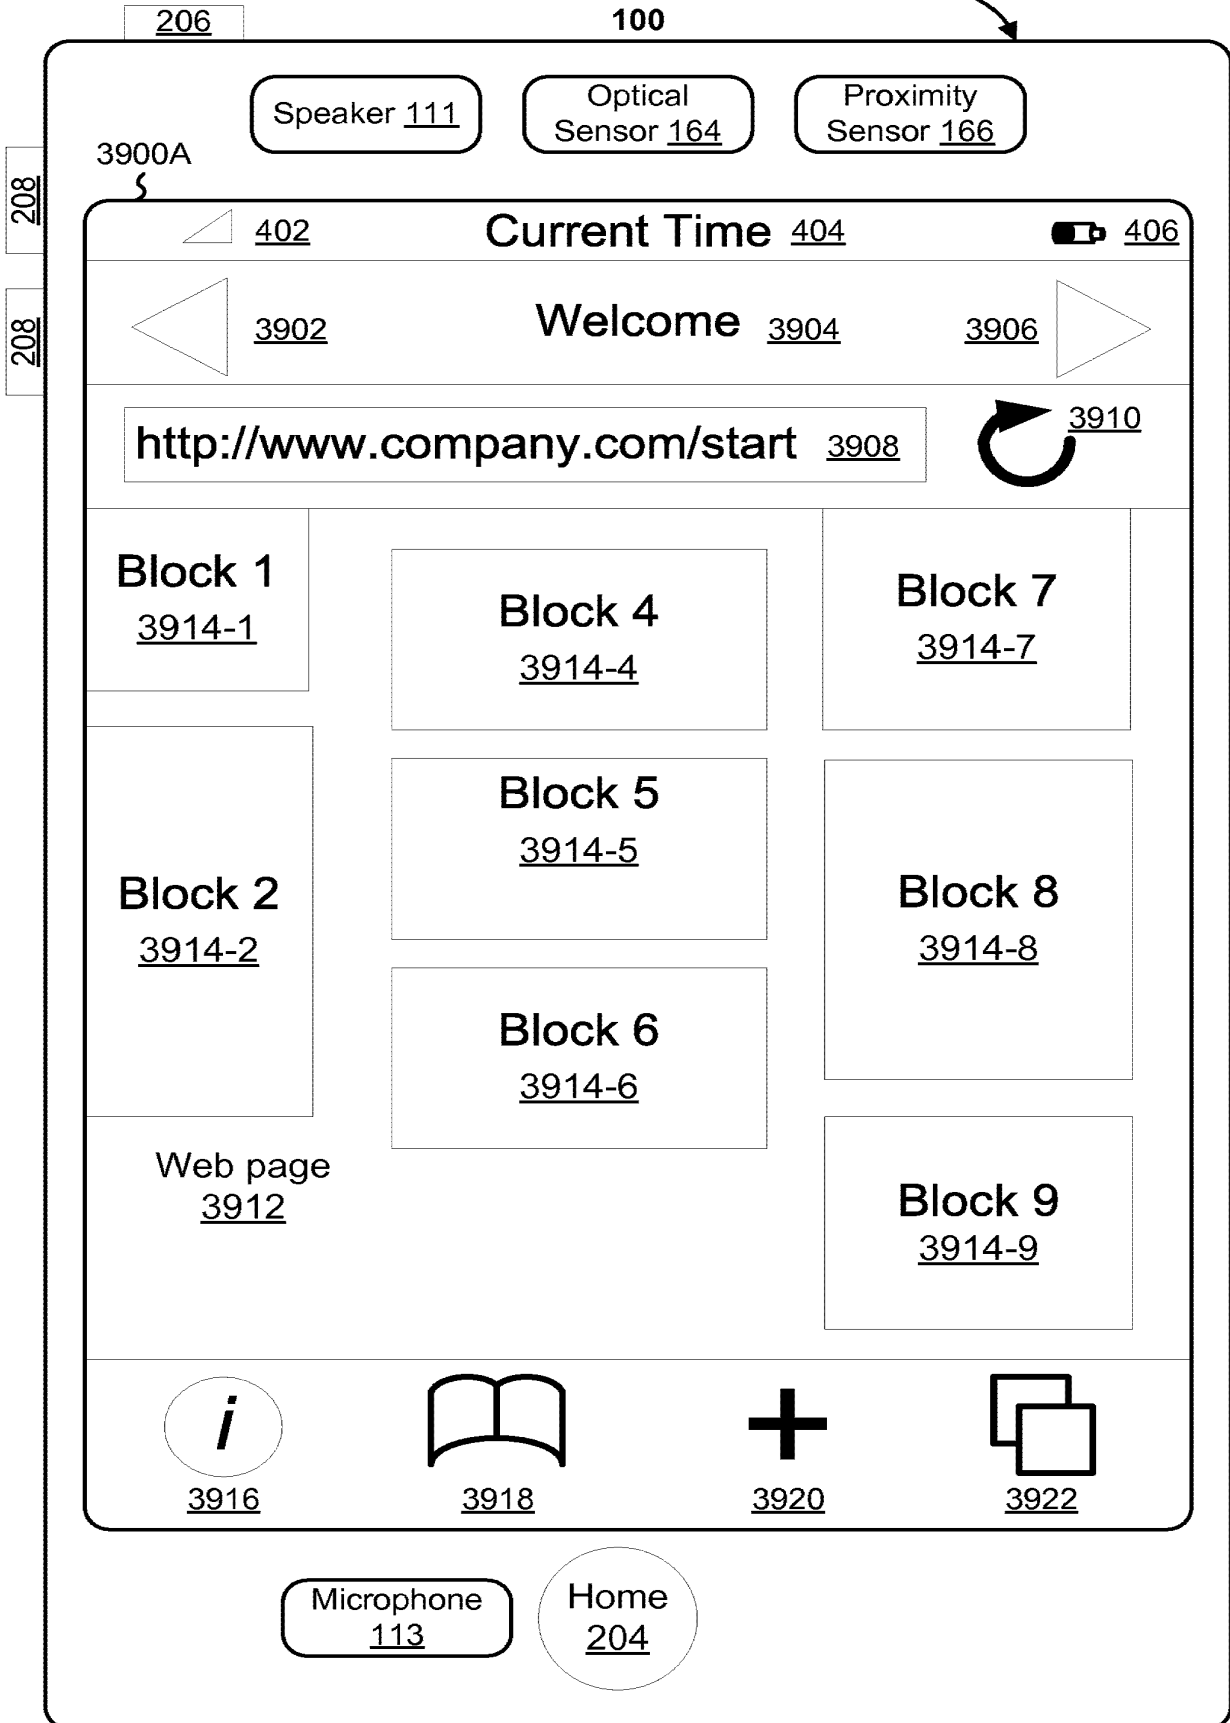 206
100
Speaker 111
Optical
Sensor 164
Proximity
Sensor 166
3900A
208
208
402
Current Time 404
406
3902
Welcome 3904
3906
http://www.company.com/start 3908
3910
Block 1
3914-1
Block 4
3914-4
Block 7
3914-7
Block 2
3914-2
Block 5
3914-5
Block 8
3914-8
Block 6
3914-6
Web page
3912
Block 9
3914-9
i
3916
3918
3920
3922
Microphone
113
Home
204